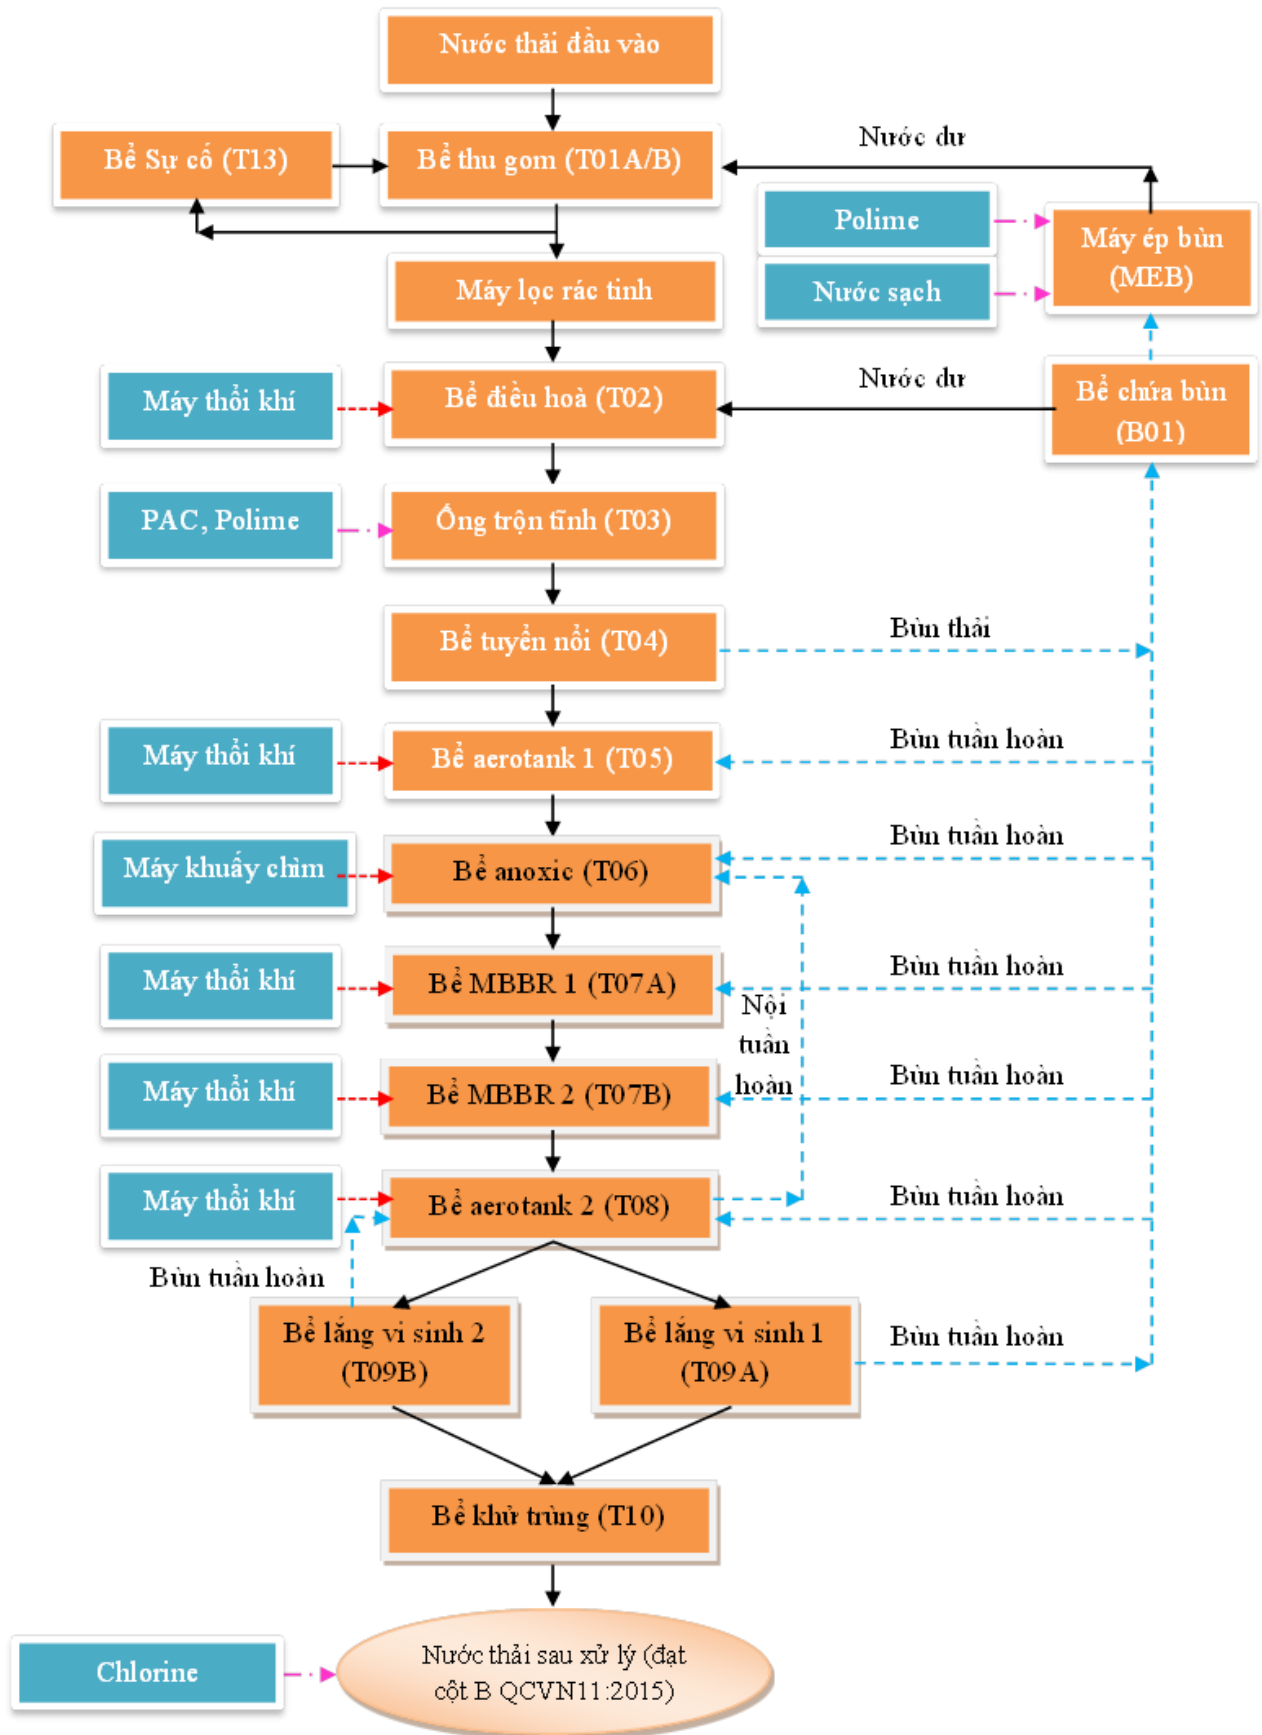 Nước thải đầu vào
Bể Sự cố (T13)
Bể thu gom (T01A/B)
Nước dư
Polime
Nước sạch
Máy ép bùn
(MEB)
Máy lọc rác tinh
Máy thổi khí
Bể điều hoà (T02)
Nước dư
Bể chứa bùn
(B01)
PAC, Polime
Ống trộn tĩnh (T03)
Bể tuyển nổi (T04)
Bùn thải
Máy thổi khí
Bể aerotank 1 (T05)
Bùn tuần hoàn
Máy khuấy chìm
Bể anoxic (T06)
Bùn tuần hoàn
Máy thổi khí
Bể MBBR 1 (T07A)
Bùn tuần hoàn
Nội
tuần
hoàn
Máy thổi khí
Bể MBBR 2 (T07B)
Bùn tuần hoàn
Máy thổi khí
Bể aerotank 2 (T08)
Bùn tuần hoàn
Bùn tuần hoàn
Bể lắng vi sinh 2
(T09B)
Bể lắng vi sinh 1
(T09A)
Bùn tuần hoàn
Bể khử trùng (T10)
Chlorine
Nước thải sau xử lý (đạt
cột B QCVN11:2015)